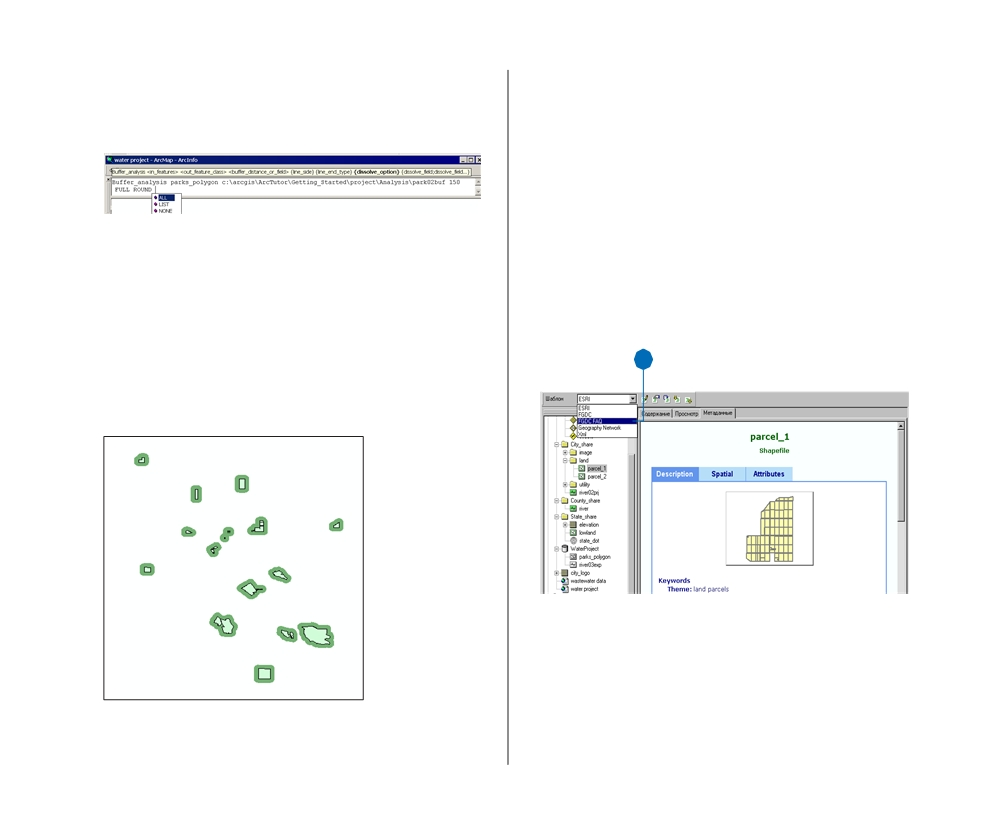 water project - ArcMap - ArcInfo
Buffer_analysis <in_features> <out_feature_class> <buffer_distance_or_field> {line_side} {line_end_type} {dissolve_option} {dissolve_field;dissolve_field...}
Buffer_analysis parks_polygon c:\arcgis\ArcTutor\Getting_Started\project\Analysis\park02buf 150
FULL ROUND
ALL
LIST
NONE
Шаблон
ESRI
ESRI
FGDC
FGDC FAQ
Geography Network
Xml
Содержание Просмотр Метаданные
City_share
image
land
parcel_1
parcel_2
utility
river02prj
County_share
river
State_share
elevation
lowland
state_dot
WaterProject
parks_polygon
river03exp
city_logo
wastewater data
water project
parcel_1
Shapefile
Description Spatial Attributes
Keywords
Theme: land parcels